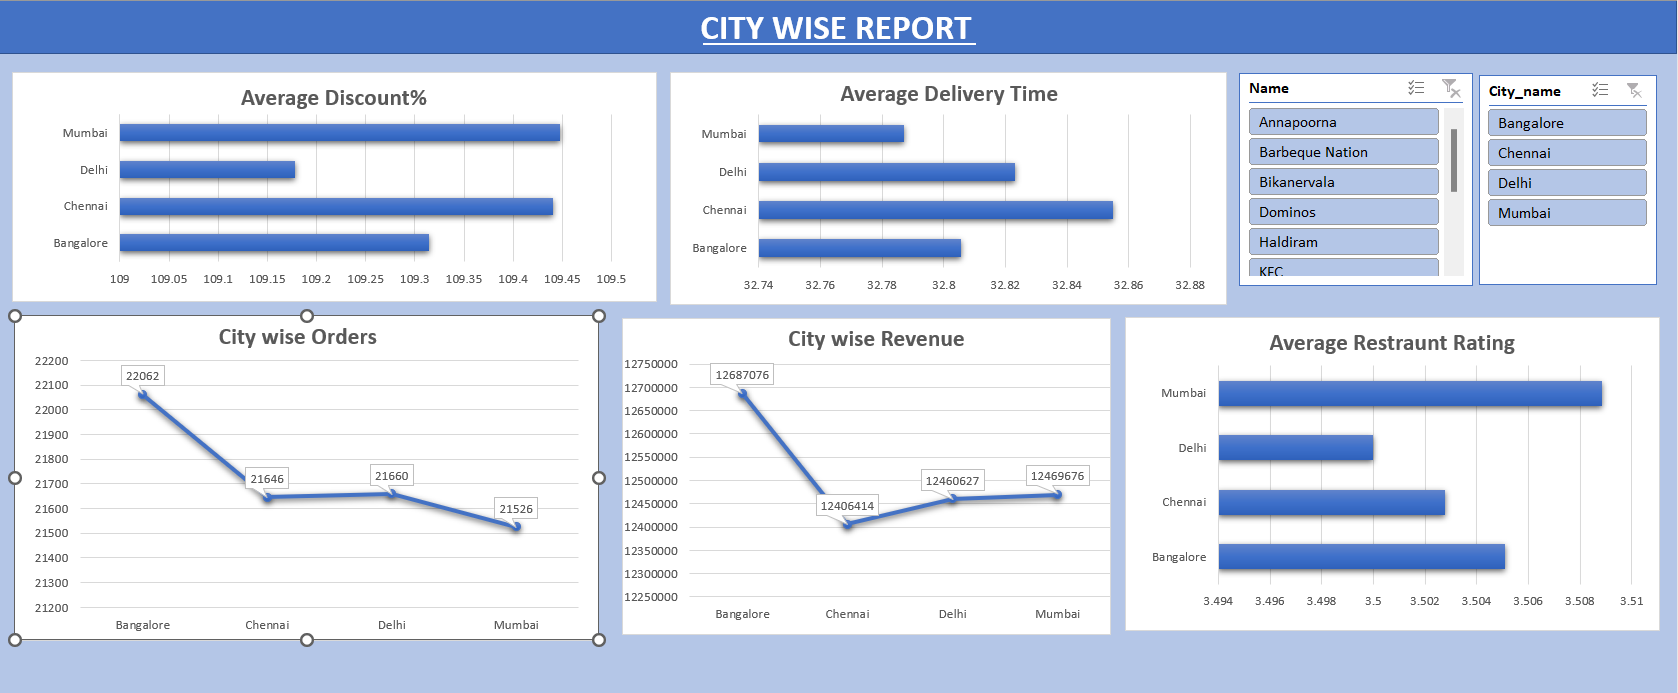 CITY WISE REPORT
Average Discount%
Mumbai
Delhi
Chennai
Bangalore
109 109.05 109.1 109.15 109.2 109.25 109.3 109.35 109.4 109.45 109.5
Average Delivery Time
Mumbai
Delhi
Chennai
Bangalore
32.74 32.76 32.78 32.8 32.82 32.84 32.86 32.88
Name
Annapoorna
Barbeque Nation
Bikanervala
Dominos
Haldiram
KFC
City_name
Bangalore
Chennai
Delhi
Mumbai
City wise Orders
22200
22100
22000
21900
21800
21700
21600
21500
21400
21300
21200
22062
21646
21660
21526
Bangalore Chennai Delhi Mumbai
City wise Revenue
12750000
12700000
12650000
12600000
12550000
12500000
12450000
12400000
12350000
12300000
12250000
12687076
12406414
12460627
12469676
Bangalore Chennai Delhi Mumbai
Average Restraunt Rating
Mumbai
Delhi
Chennai
Bangalore
3.494 3.496 3.498 3.5 3.502 3.504 3.506 3.508 3.51